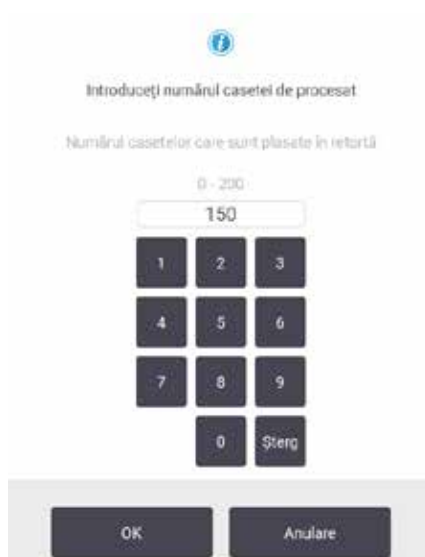 Introduceți numărul casetei de procesat
Numărul casetelor care sunt plasate în retortă
0 - 200
150
1 2 3
4 5 6
7 8 9
0 Șterg
OK Anulare